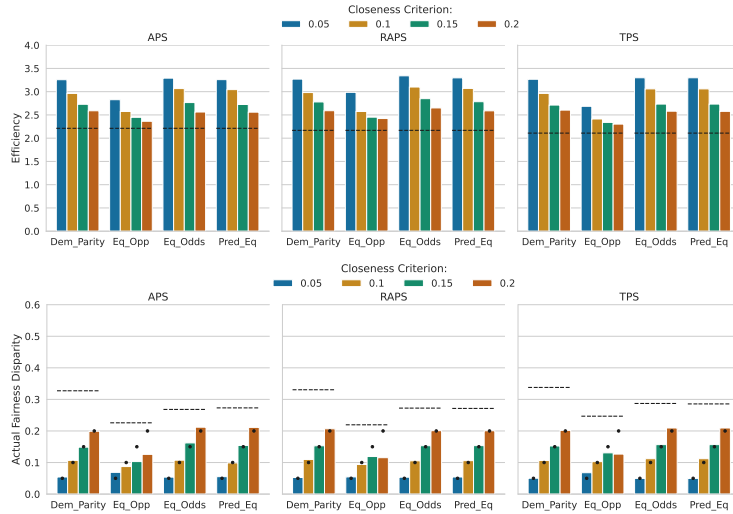 Closeness Criterion:
0.05 0.1 0.15 0.2
APS RAPS TPS
Efficiency
4.0
3.5
3.0
2.5
2.0
1.5
1.0
0.5
0.0
Dem_Parity Eq_Opp Eq_Odds Pred_Eq Dem_Parity Eq_Opp Eq_Odds Pred_Eq Dem_Parity Eq_Opp Eq_Odds Pred_Eq
Closeness Criterion:
0.05 0.1 0.15 0.2
APS RAPS TPS
Actual Fairness Disparity
0.6
0.5
0.4
0.3
0.2
0.1
0.0
Dem_Parity Eq_Opp Eq_Odds Pred_Eq Dem_Parity Eq_Opp Eq_Odds Pred_Eq Dem_Parity Eq_Opp Eq_Odds Pred_Eq